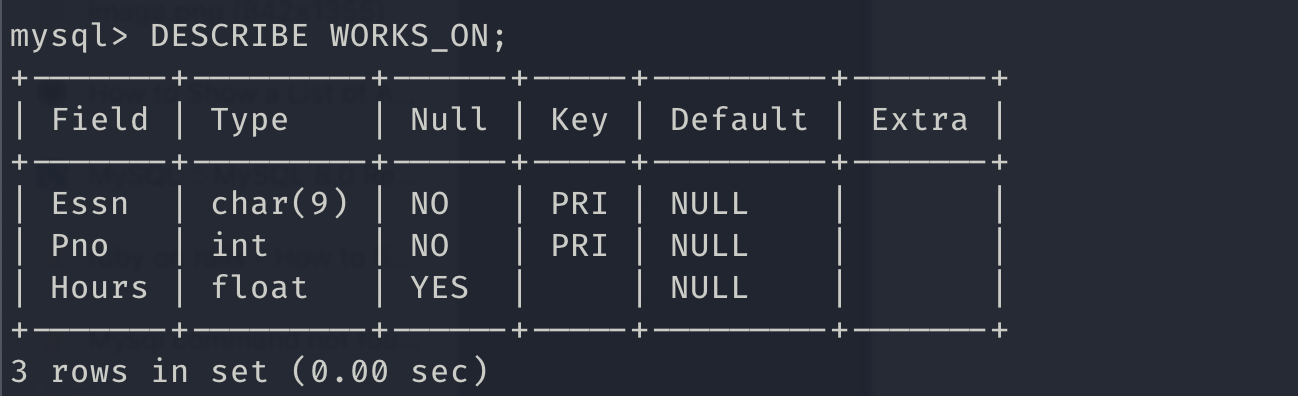 mysql> DESCRIBE WORKS_ON;
+-------+---------+------+-----+---------+-------+
| Field | Type    | Null | Key | Default | Extra |
+-------+---------+------+-----+---------+-------+
| Essn  | char(9) | NO   | PRI | NULL    |       |
| Pno   | int     | NO   | PRI | NULL    |       |
| Hours | float   | YES  |     | NULL    |       |
+-------+---------+------+-----+---------+-------+
3 rows in set (0.00 sec)